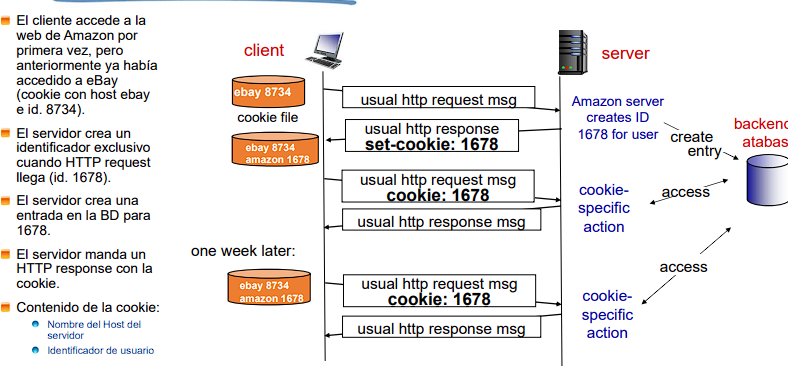 El cliente accede a la
web de Amazon por
primera vez, pero
anteriormente ya había
accedido a eBay
(cookie con host ebay
e id. 8734).
El servidor crea un
identificador exclusivo
cuando HTTP request
llega (id. 1678).
El servidor crea una
entrada en la BD para
1678.
El servidor manda un
HTTP response con la
cookie.
Contenido de la cookie:
Nombre del Host del
servidor
Identificador de usuario
client
server
ebay 8734
cookie file
usual http request msg
Amazon server
creates ID
1678 for user
create
entry
backend
atabas
usual http response
set-cookie: 1678
ebay 8734
amazon 1678
usual http request msg
cookie: 1678
cookie-
specific
action
access
usual http response msg
one week later:
access
ebay 8734
amazon 1678
usual http request msg
cookie: 1678
cookie-
specific
action
usual http response msg